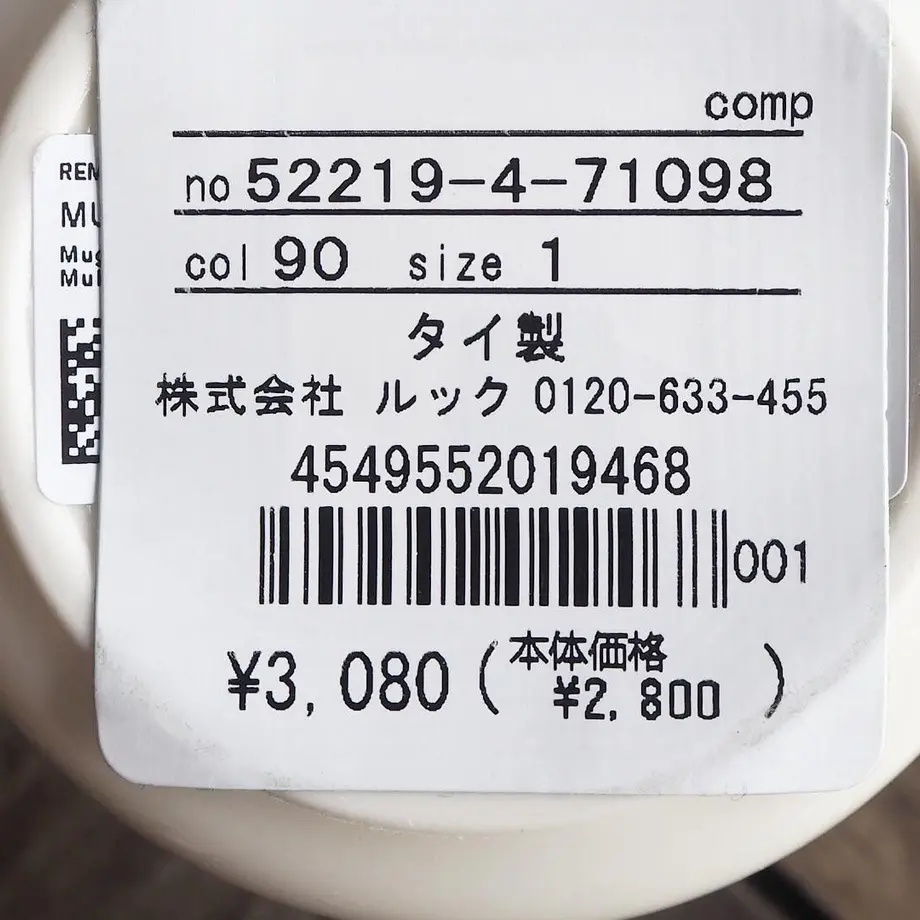 comp
no 52219-4-71098
col 90 size 1
タイ製
株式会社 ルック 0120-633-455
4549552019468
001
¥3,080 (本体価格 ¥2,800)